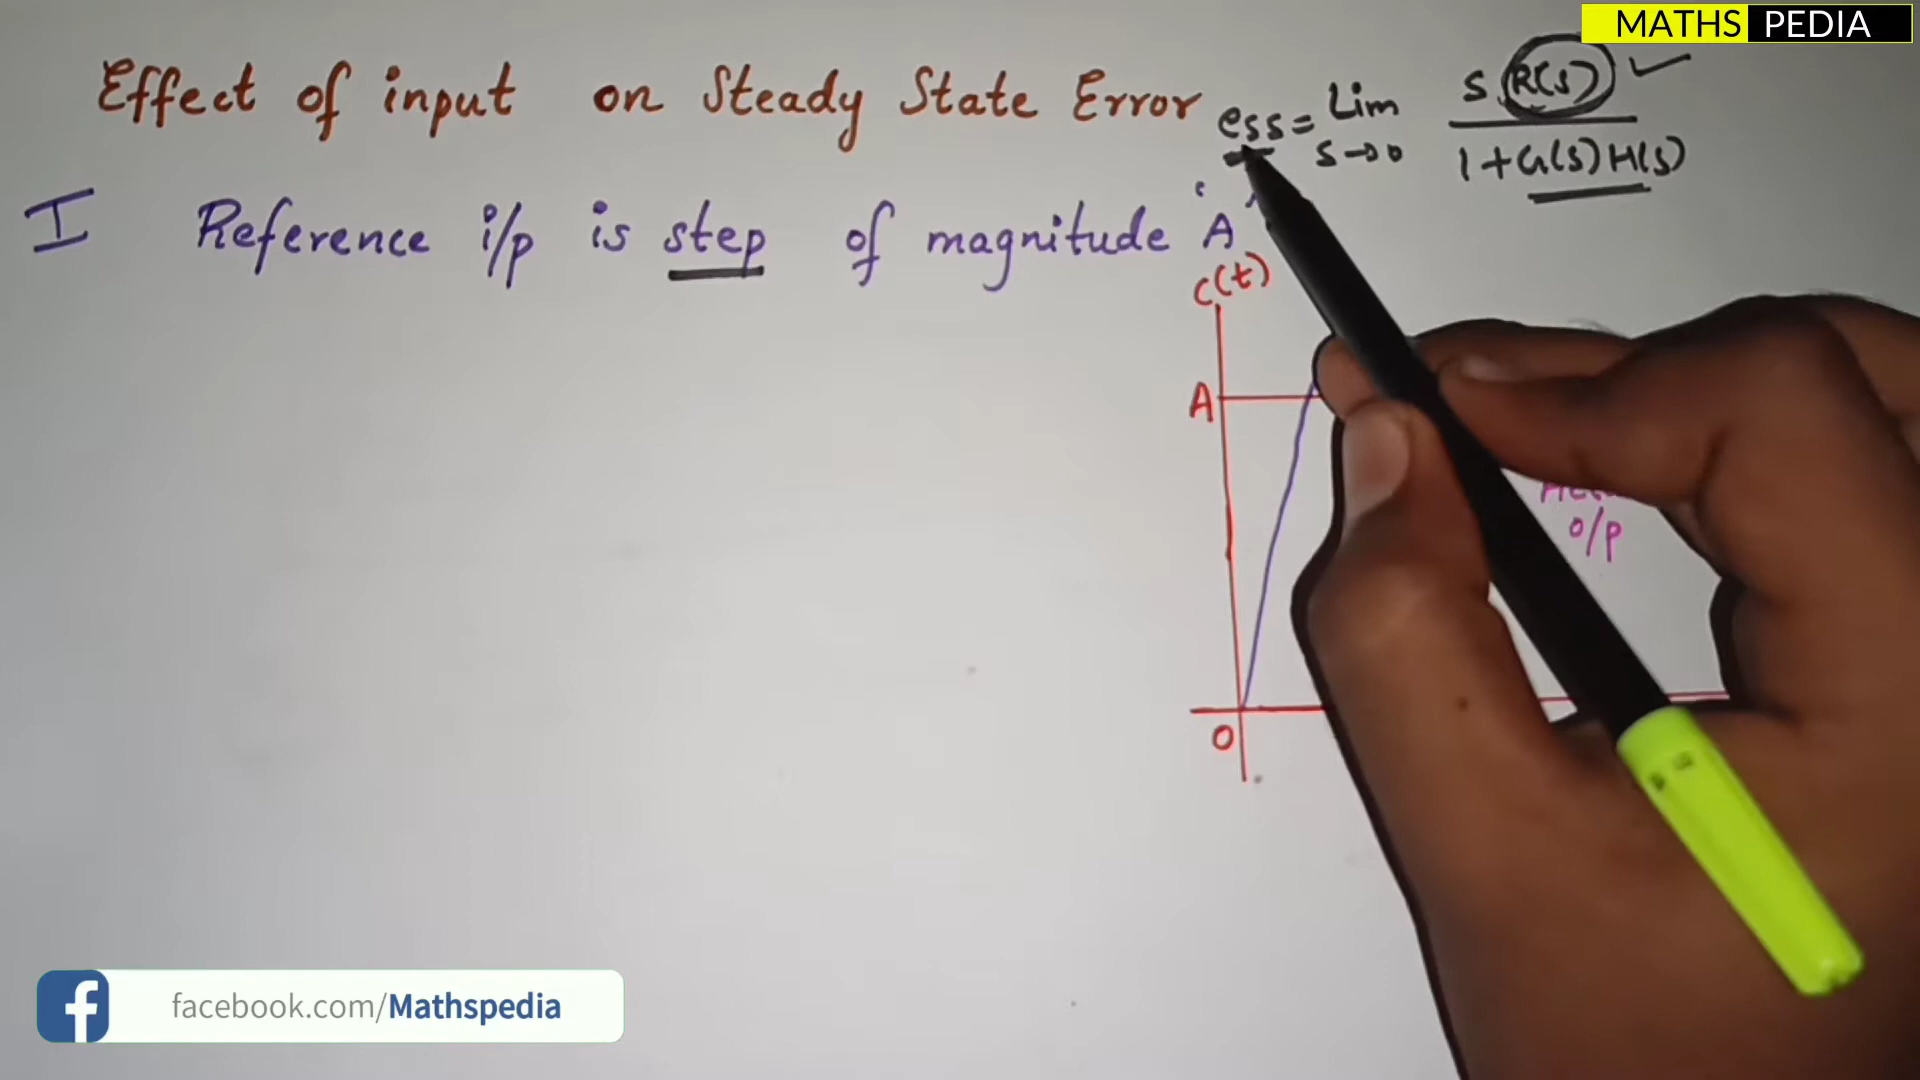 MATHS PEDIA
Effect of input on Steady State Error
ess = Lim s→0 S R(s) / 1 + G(s) H(s)
I Reference i/p is step of magnitude 'A'
c(t)
A
o/p
0
facebook.com/Mathspedia